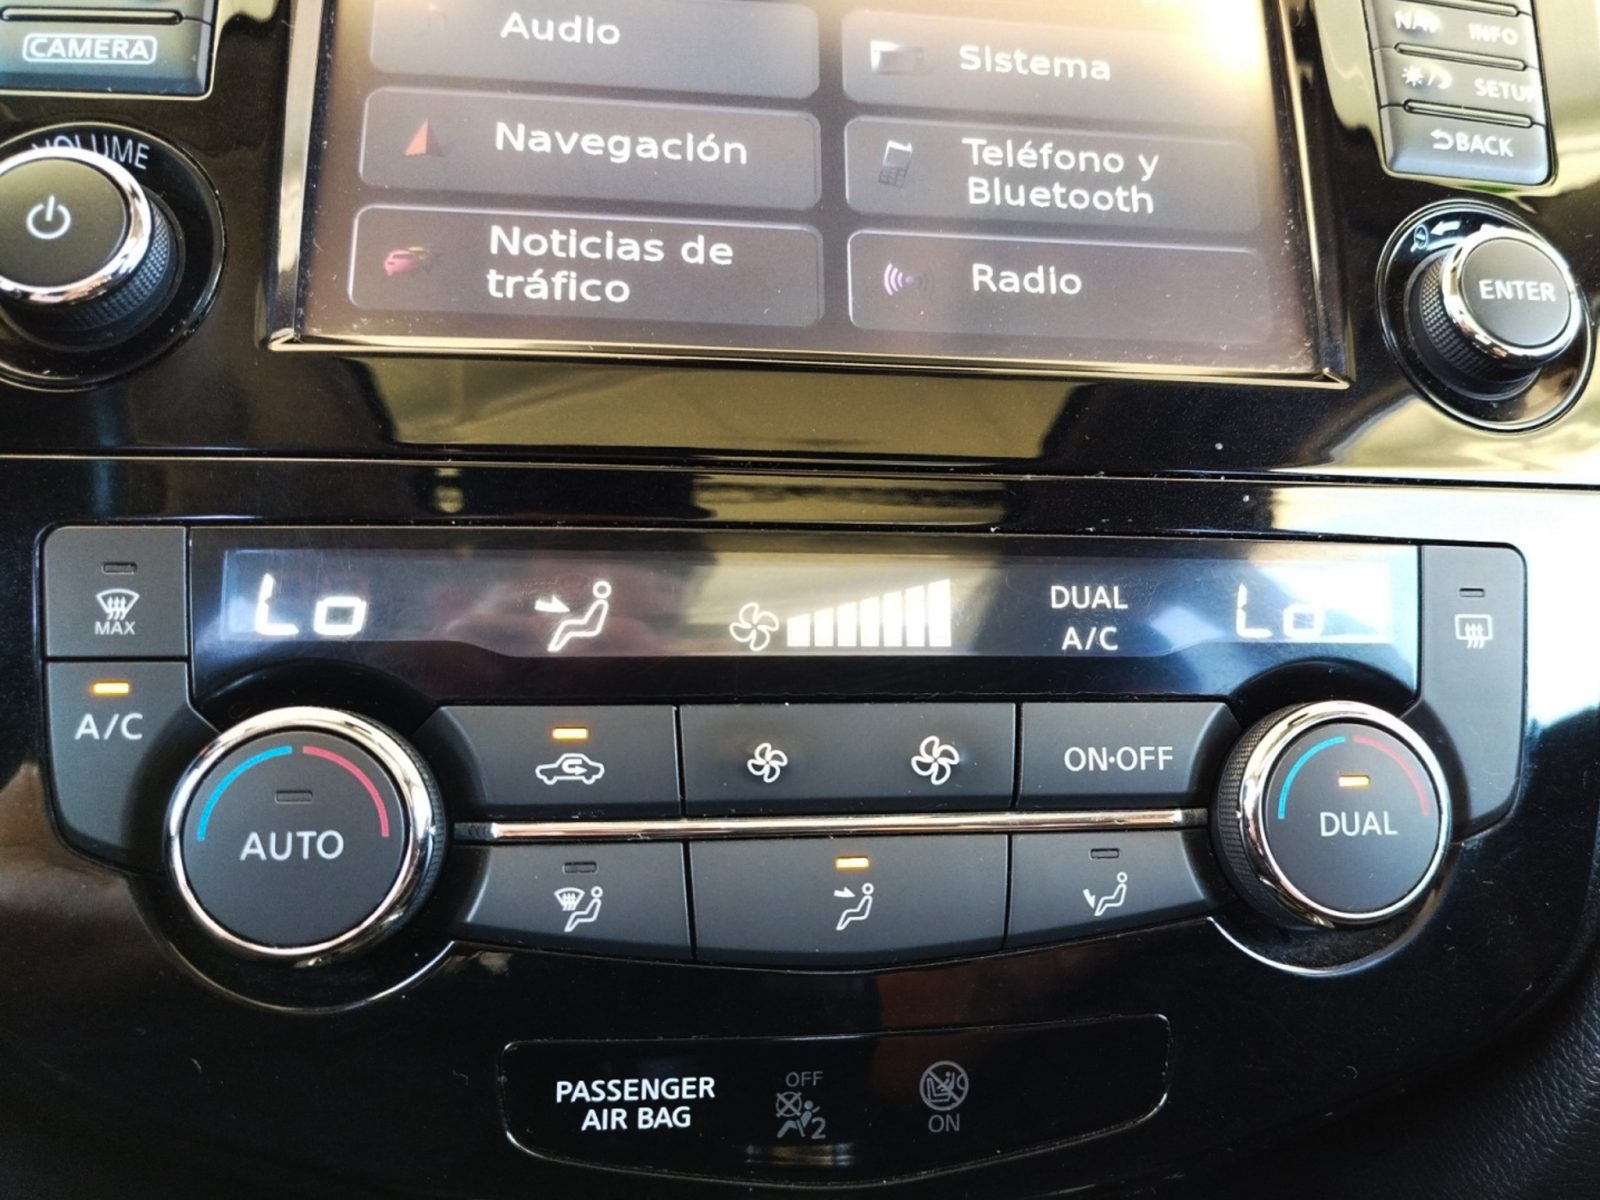 CAMERA
VOLUME
Audio
Sistema
Navegación
Teléfono y
Bluetooth
Noticias de
tráfico
Radio
NAV
INFO
SETUP
BACK
ENTER
MAX
A/C
Lo
DUAL
A/C
Lo
AUTO
ON•OFF
DUAL
PASSENGER
AIR BAG
OFF
2
ON